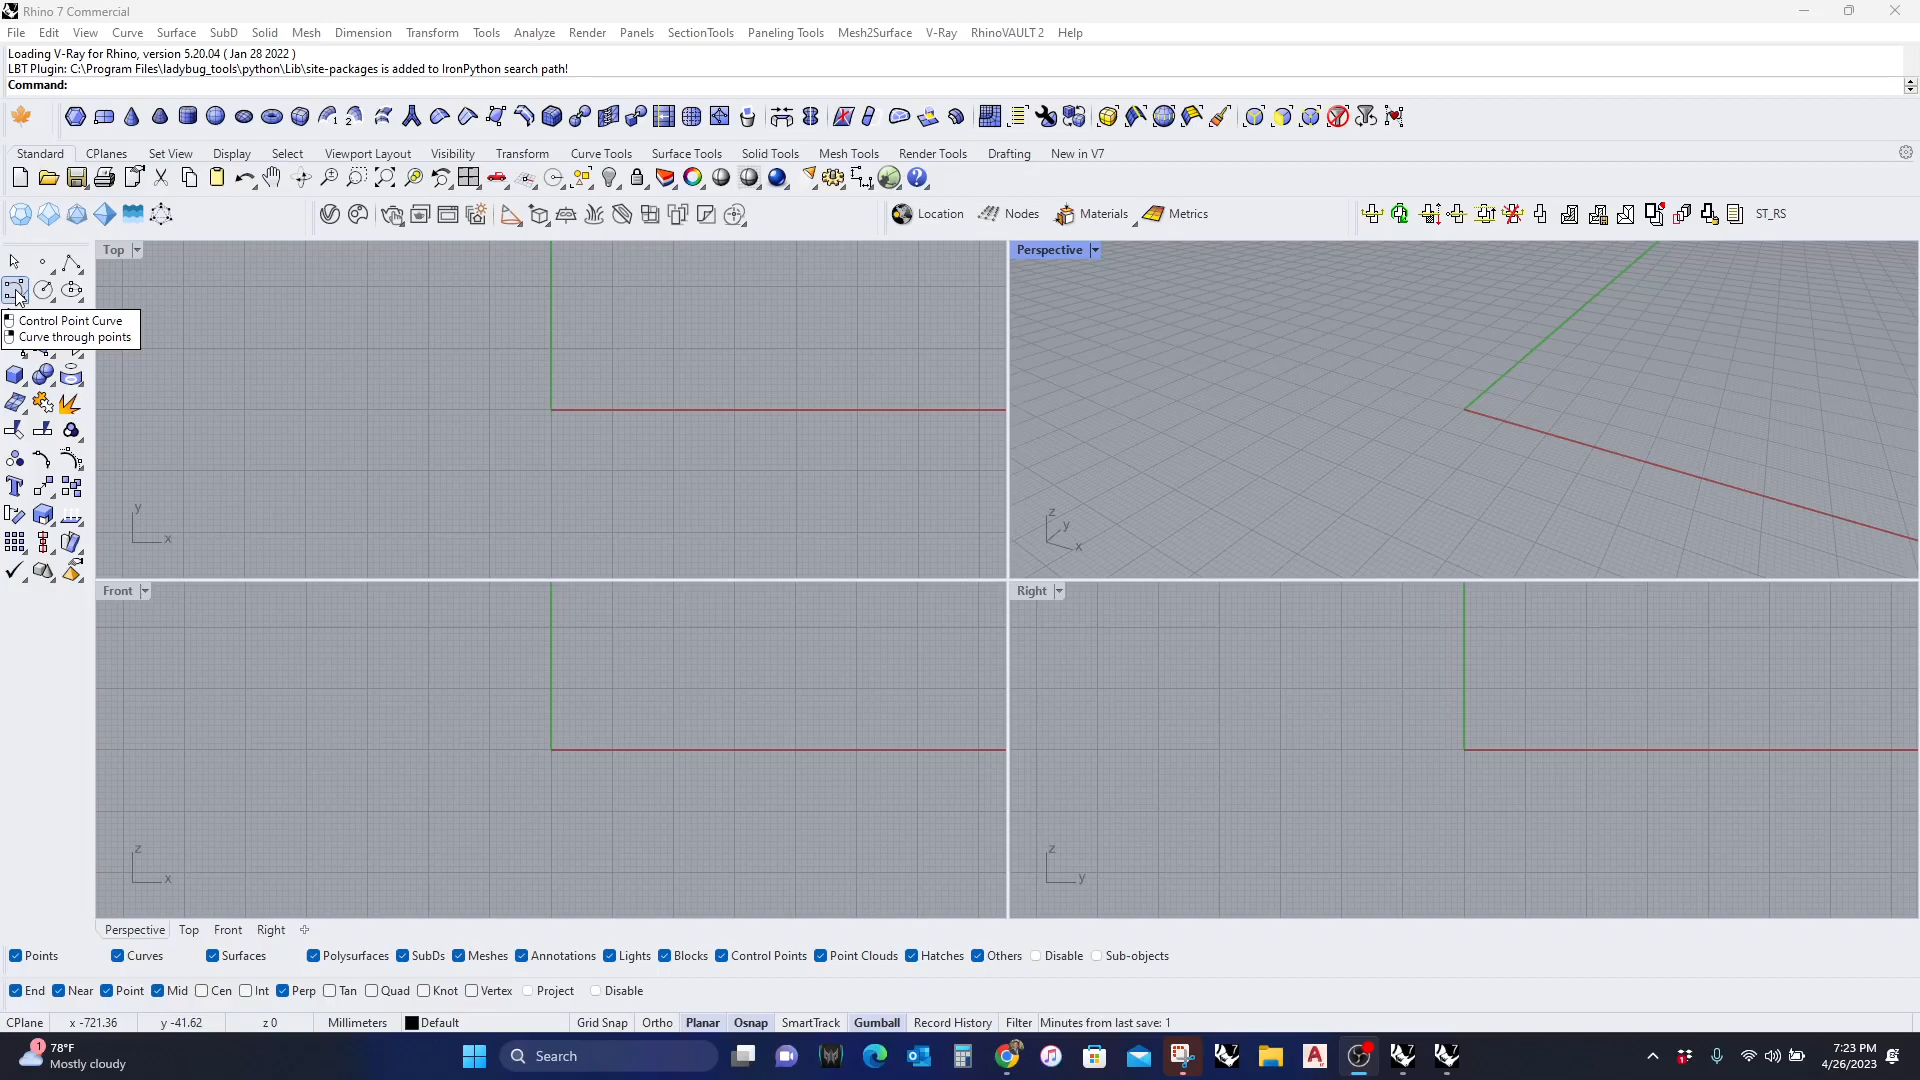 Rhino 7 Commercial
File Edit View Curve Surface SubD Solid Mesh Dimension Transform Tools Analyze Render Panels SectionTools Paneling Tools Mesh2Surface V-Ray RhinoVAULT 2 Help
Loading V-Ray for Rhino, version 5.20.04 ( Jan 28 2022 )
LBT Plugin: C:\Program Files\ladybug_tools\python\Lib\site-packages is added to IronPython search path!
Command:
Standard CPlanes Set View Display Select Viewport Layout Visibility Transform Curve Tools Surface Tools Solid Tools Mesh Tools Render Tools Drafting New in V7
Location Nodes Materials Metrics ST_RS
Top Perspective
Control Point Curve
Curve through points
y
x
z
y
x
Front Right
z
x
z
y
Perspective Top Front Right
Points Curves Surfaces Polysurfaces SubDs Meshes Annotations Lights Blocks Control Points Point Clouds Hatches Others Disable Sub-objects
End Near Point Mid Cen Int Perp Tan Quad Knot Vertex Project Disable
CPlane x -721.36 y -41.62 z 0 Millimeters Default Grid Snap Ortho Planar Osnap SmartTrack Gumball Record History Filter Minutes from last save: 1
1
78°F
Mostly cloudy
Search
7:23 PM
4/26/2023